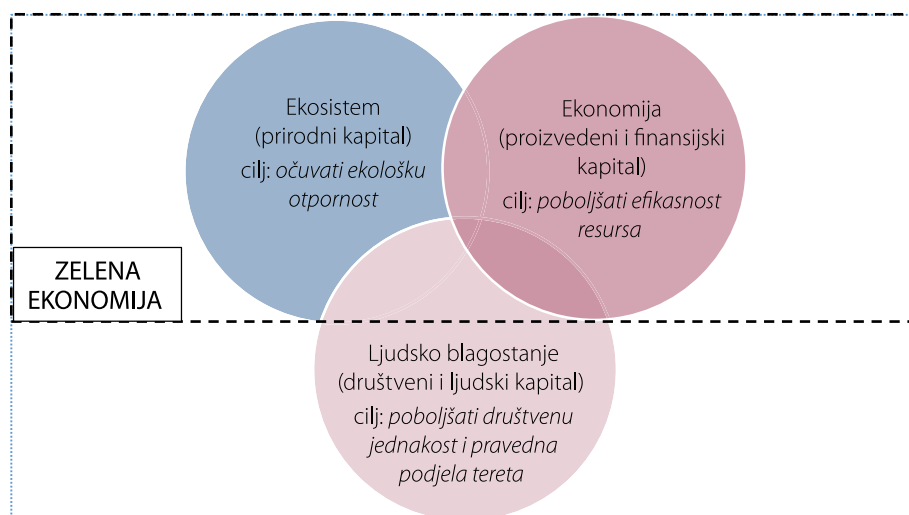 Ekosistem
(prirodni kapital)
cilj: očuvati ekološku
otpornost
Ekonomija
(proizvedeni i finansijski
kapital)
cilj: poboljšati efikasnost
resursa
ZELENA
EKONOMIJA
Ljudsko blagostanje
(društveni i ljudski kapital)
cilj: poboljšati društvenu
jednakost i pravedna
podjela tereta